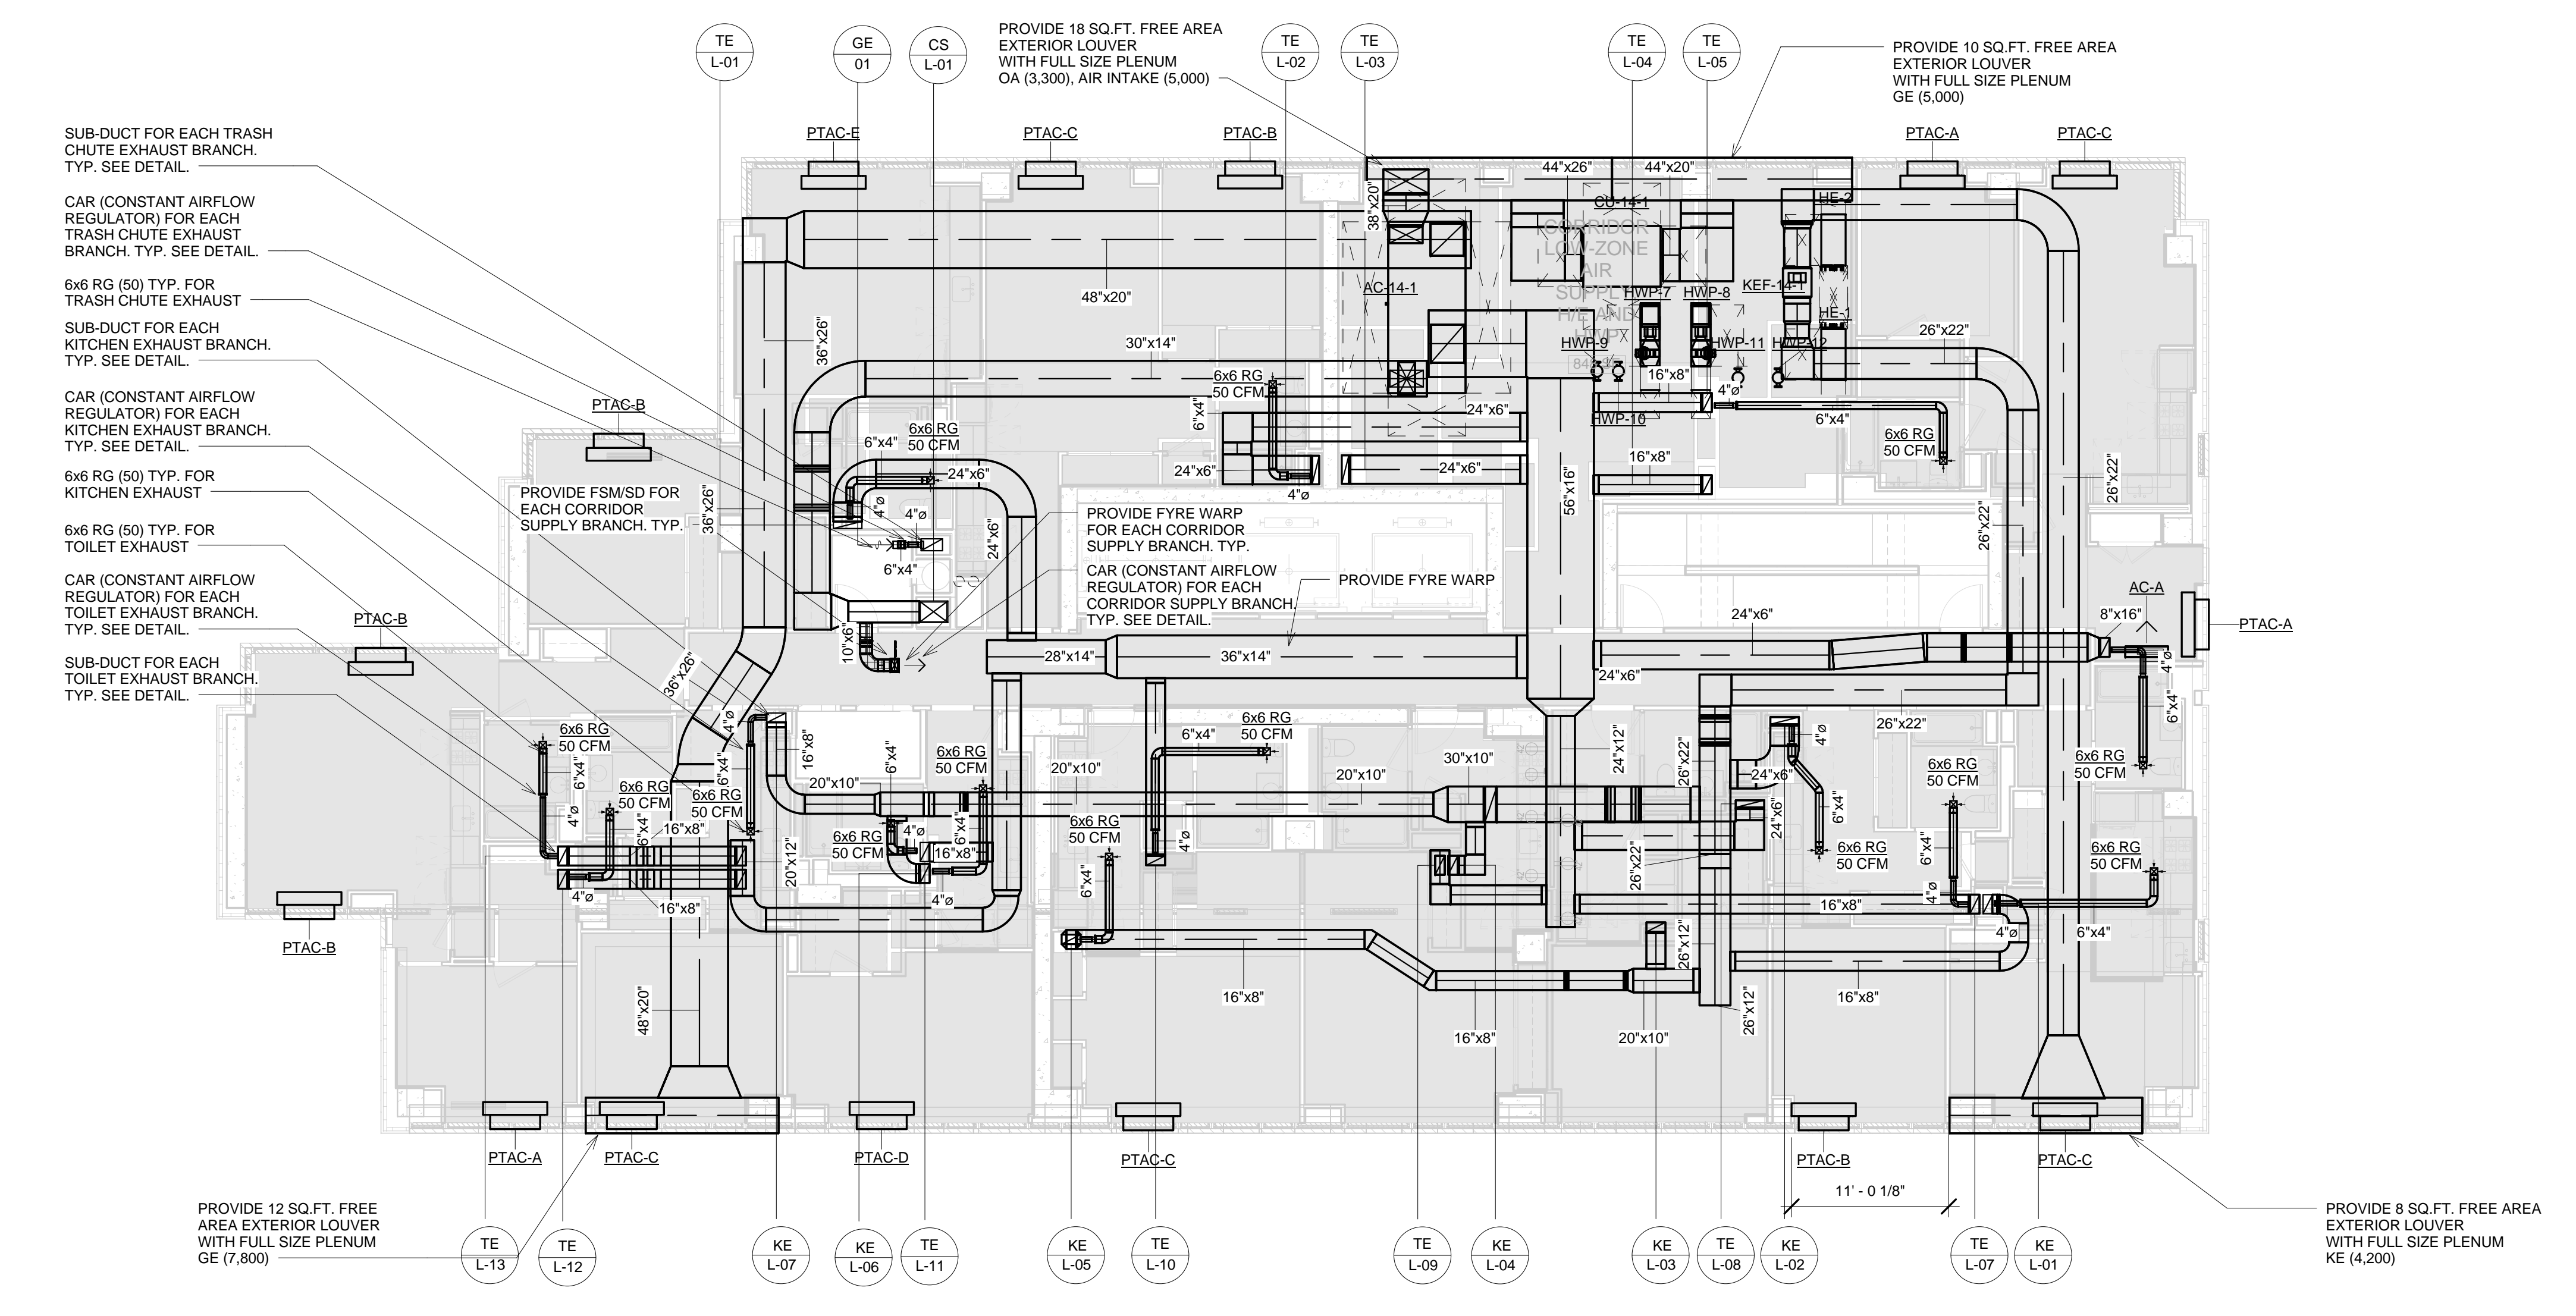 TE
L-01
GE
01
CS
L-01
PROVIDE 18 SQ.FT. FREE AREA
EXTERIOR LOUVER
WITH FULL SIZE PLENUM
OA (3,300), AIR INTAKE (5,000)
TE
L-02
TE
L-03
TE
L-04
TE
L-05
PROVIDE 10 SQ.FT. FREE AREA
EXTERIOR LOUVER
WITH FULL SIZE PLENUM
GE (5,000)
SUB-DUCT FOR EACH TRASH
CHUTE EXHAUST BRANCH.
TYP. SEE DETAIL.
CAR (CONSTANT AIRFLOW
REGULATOR) FOR EACH
TRASH CHUTE EXHAUST
BRANCH. TYP. SEE DETAIL.
6x6 RG (50) TYP. FOR
TRASH CHUTE EXHAUST
SUB-DUCT FOR EACH
KITCHEN EXHAUST BRANCH.
TYP. SEE DETAIL.
CAR (CONSTANT AIRFLOW
REGULATOR) FOR EACH
KITCHEN EXHAUST BRANCH.
TYP. SEE DETAIL.
6x6 RG (50) TYP. FOR
KITCHEN EXHAUST
6x6 RG (50) TYP. FOR
TOILET EXHAUST
CAR (CONSTANT AIRFLOW
REGULATOR) FOR EACH
TOILET EXHAUST BRANCH.
TYP. SEE DETAIL.
SUB-DUCT FOR EACH
TOILET EXHAUST BRANCH.
TYP. SEE DETAIL.
PTAC-E
PTAC-C
PTAC-B
PTAC-A
PTAC-C
44"x26"
44"x20"
38"x20"
CU-14-1
HE-2
CORRIDOR
LOW-ZONE
AIR
SUPPLY
H/E AND
HWP
48"x20"
AC-14-1
HWP-7
HWP-8
KEF-14-1
HE-1
36"x26"
30"x14"
HWP-9
HWP-11
HWP-12
26"x22"
6x6 RG
50 CFM
16"x8"
4"ø
PTAC-B
6"x4"
24"x6"
HWP-10
6"x4"
6x6 RG
50 CFM
6"x4"
6x6 RG
50 CFM
24"x6"
24"x6"
24"x6"
16"x8"
26"x22"
4"ø
PROVIDE FSM/SD FOR
EACH CORRIDOR
SUPPLY BRANCH. TYP.
36"x26"
4"ø
4"ø
56"x16"
24"x6"
6"x4"
26"x22"
PROVIDE FYRE WARP
FOR EACH CORRIDOR
SUPPLY BRANCH. TYP.
CAR (CONSTANT AIRFLOW
REGULATOR) FOR EACH
CORRIDOR SUPPLY BRANCH.
TYP. SEE DETAIL.
PROVIDE FYRE WARP
AC-A
8"x16"
PTAC-A
PTAC-B
10"x6"
28"x14"
36"x14"
24"x6"
24"x6"
4"ø
6"x4"
36"x26"
26"x22"
6x6 RG
50 CFM
6"x4"
4"ø
16"x8"
6"x4"
6x6 RG
50 CFM
6"x4"
6x6 RG
50 CFM
24"x12"
26"x22"
4"ø
24"x6"
6x6 RG
50 CFM
6x6 RG
50 CFM
6x6 RG
50 CFM
6"x4"
6x6 RG
50 CFM
20"x10"
20"x10"
20"x10"
30"x10"
4"ø
6"x4"
16"x8"
20"x12"
6x6 RG
50 CFM
4"ø
6"x4"
16"x8"
6x6 RG
50 CFM
4"ø
24"x6"
6"x4"
6x6 RG
50 CFM
6"x4"
6x6 RG
50 CFM
26"x22"
4"ø
16"x8"
4"ø
6"x4"
16"x8"
4"ø
4"ø
6"x4"
PTAC-B
48"x20"
16"x8"
16"x8"
26"x12"
20"x10"
26"x12"
16"x8"
PTAC-A
PTAC-C
PTAC-D
PTAC-C
PTAC-B
PTAC-C
11' - 0 1/8"
PROVIDE 12 SQ.FT. FREE
AREA EXTERIOR LOUVER
WITH FULL SIZE PLENUM
GE (7,800)
TE
L-13
TE
L-12
KE
L-07
KE
L-06
TE
L-11
KE
L-05
TE
L-10
TE
L-09
KE
L-04
KE
L-03
TE
L-08
KE
L-02
TE
L-07
KE
L-01
PROVIDE 8 SQ.FT. FREE AREA
EXTERIOR LOUVER
WITH FULL SIZE PLENUM
KE (4,200)